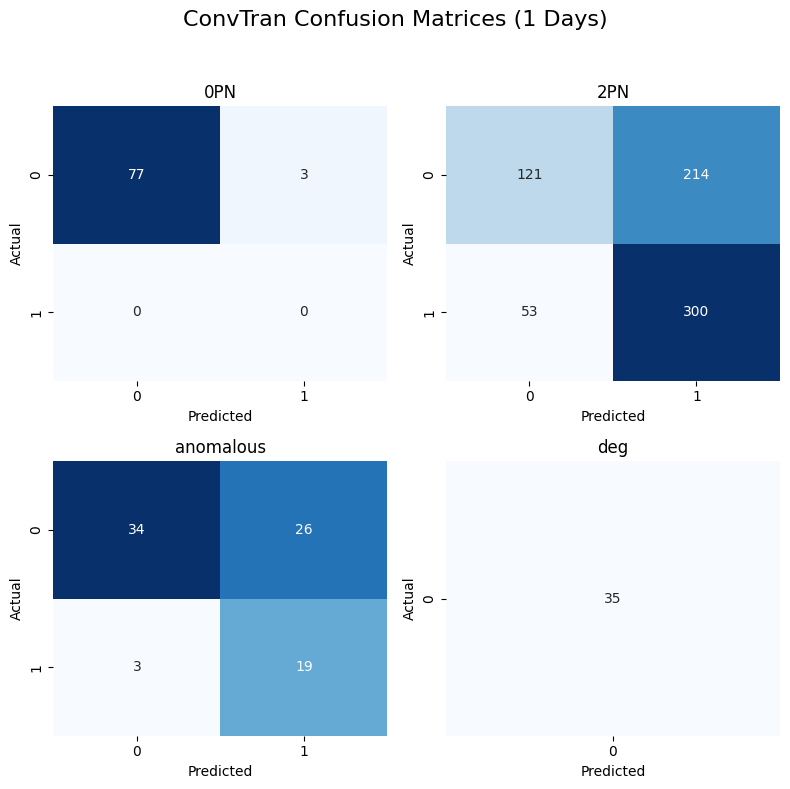 ConvTran Confusion Matrices (1 Days)
0PN
2PN
0
77
3
0
121
214
Actual
Actual
1
0
0
1
53
300
0
1
0
1
Predicted
Predicted
anomalous
deg
0
34
26
Actual
Actual
0
35
1
3
19
0
1
0
Predicted
Predicted